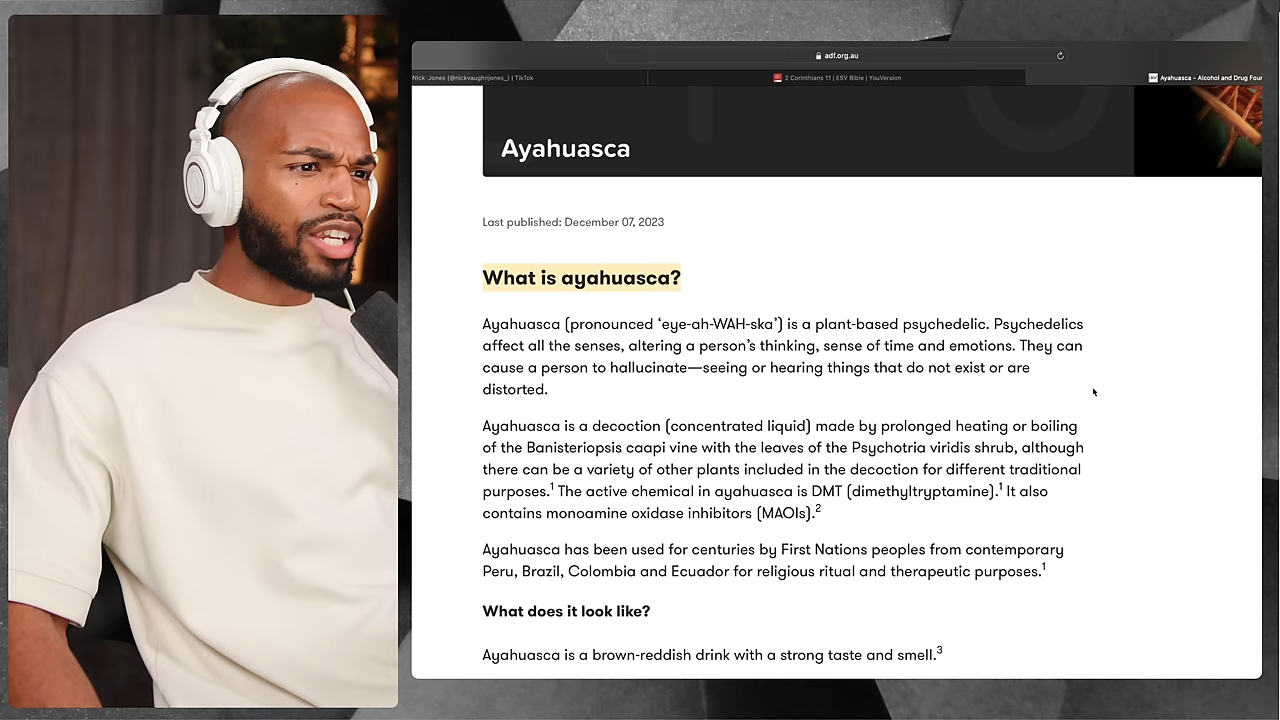 adf.org.au
Nick Jones (@nickvaughnjones_) | TikTok
2 Corinthians 11 | ESV Bible | YouVersion
Ayahuasca - Alcohol and Drug Four
Ayahuasca
Last published: December 07, 2023
What is ayahuasca?
Ayahuasca (pronounced ‘eye-ah-WAH-ska’) is a plant-based psychedelic. Psychedelics
affect all the senses, altering a person’s thinking, sense of time and emotions. They can
cause a person to hallucinate—seeing or hearing things that do not exist or are
distorted.
Ayahuasca is a decoction (concentrated liquid) made by prolonged heating or boiling
of the Banisteriopsis caapi vine with the leaves of the Psychotria viridis shrub, although
there can be a variety of other plants included in the decoction for different traditional
purposes.1 The active chemical in ayahuasca is DMT (dimethyltryptamine).1 It also
contains monoamine oxidase inhibitors (MAOIs).2
Ayahuasca has been used for centuries by First Nations peoples from contemporary
Peru, Brazil, Colombia and Ecuador for religious ritual and therapeutic purposes.1
What does it look like?
Ayahuasca is a brown-reddish drink with a strong taste and smell.3